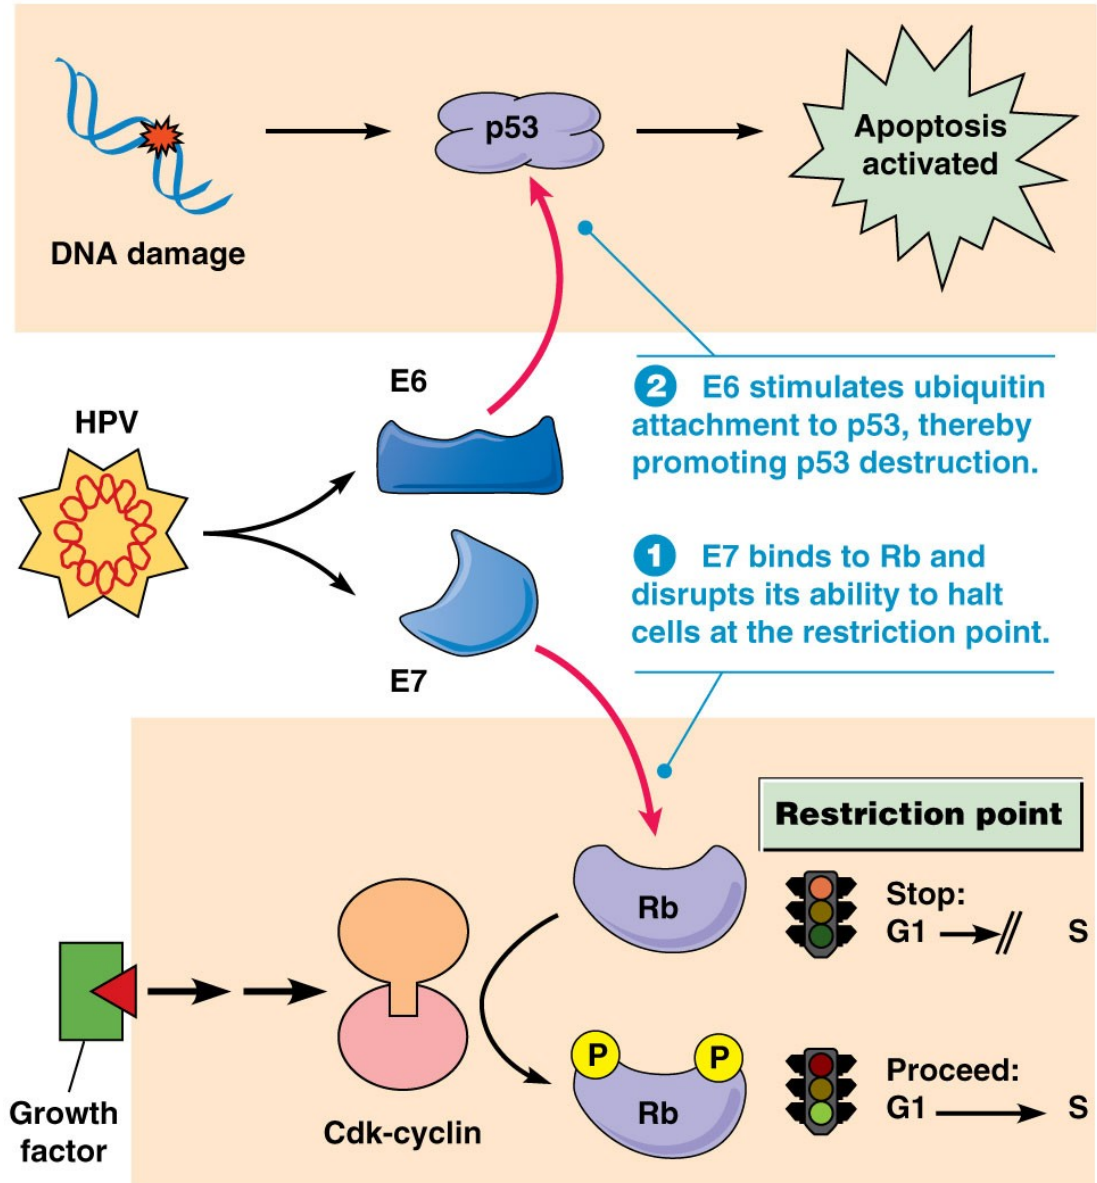 p53
Apoptosis
activated
DNA damage
E6
HPV
2 E6 stimulates ubiquitin
attachment to p53, thereby
promoting p53 destruction.
1 E7 binds to Rb and
disrupts its ability to halt
cells at the restriction point.
E7
Restriction point
Rb
Stop:
G1 S
P P
Rb
Proceed:
G1 S
Growth
factor
Cdk-cyclin